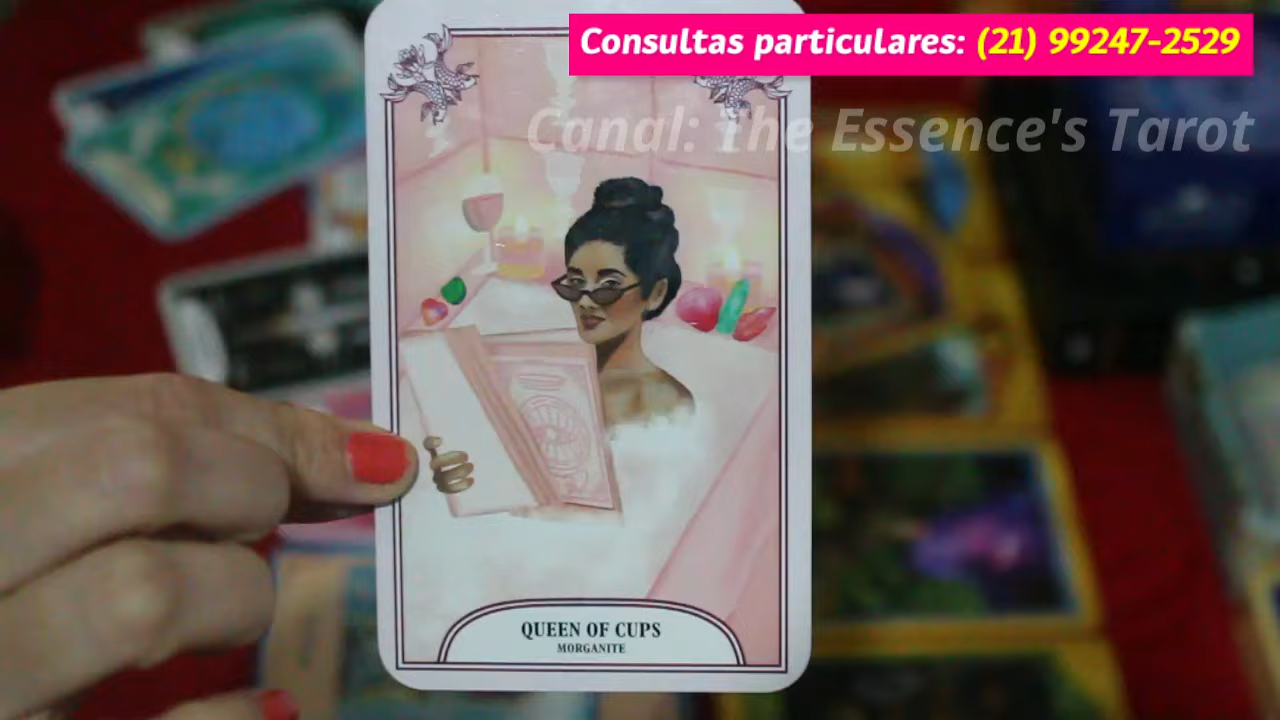 Consultas particulares: (21) 99247-2529
Canal: The Essence's Tarot
QUEEN OF CUPS
MORGANITE